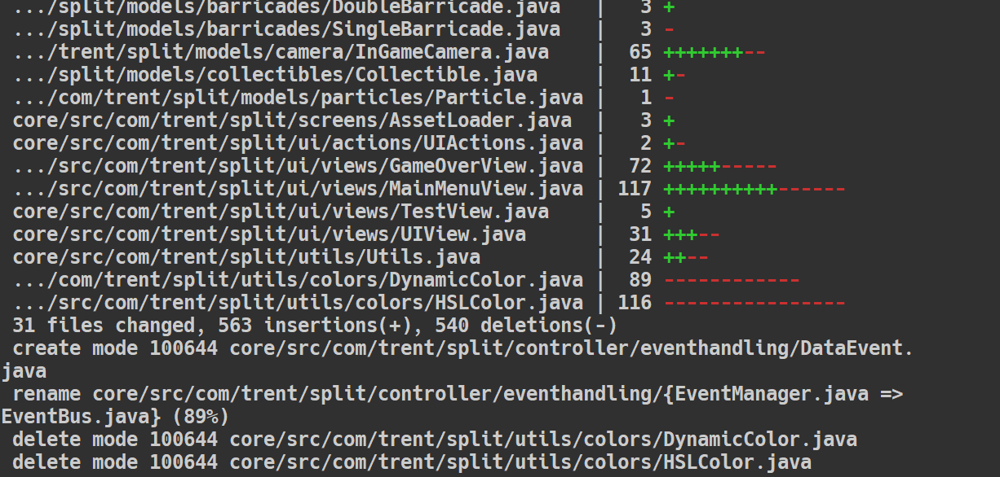 .../split/models/barricades/DoubleBarricade.java   |   3 +
.../split/models/barricades/SingleBarricade.java   |   3 -
.../trent/split/models/camera/InGameCamera.java    |  65 +++++++--
.../split/models/collectibles/Collectible.java     |  11 +-
.../com/trent/split/models/particles/Particle.java |   1 -
core/src/com/trent/split/screens/AssetLoader.java  |   3 +
core/src/com/trent/split/ui/actions/UIActions.java |   2 +-
.../src/com/trent/split/ui/views/GameOverView.java |  72 +++++-----
.../src/com/trent/split/ui/views/MainMenuView.java | 117 ++++++++++------
core/src/com/trent/split/ui/views/TestView.java    |   5 +
core/src/com/trent/split/ui/views/UIView.java      |  31 +++--
core/src/com/trent/split/utils/Utils.java          |  24 ++--
.../com/trent/split/utils/colors/DynamicColor.java |  89 ------------
.../src/com/trent/split/utils/colors/HSLColor.java | 116 ----------------
31 files changed, 563 insertions(+), 540 deletions(-)
create mode 100644 core/src/com/trent/split/controller/eventhandling/DataEvent.
java
rename core/src/com/trent/split/controller/eventhandling/{EventManager.java =>
EventBus.java} (89%)
delete mode 100644 core/src/com/trent/split/utils/colors/DynamicColor.java
delete mode 100644 core/src/com/trent/split/utils/colors/HSLColor.java